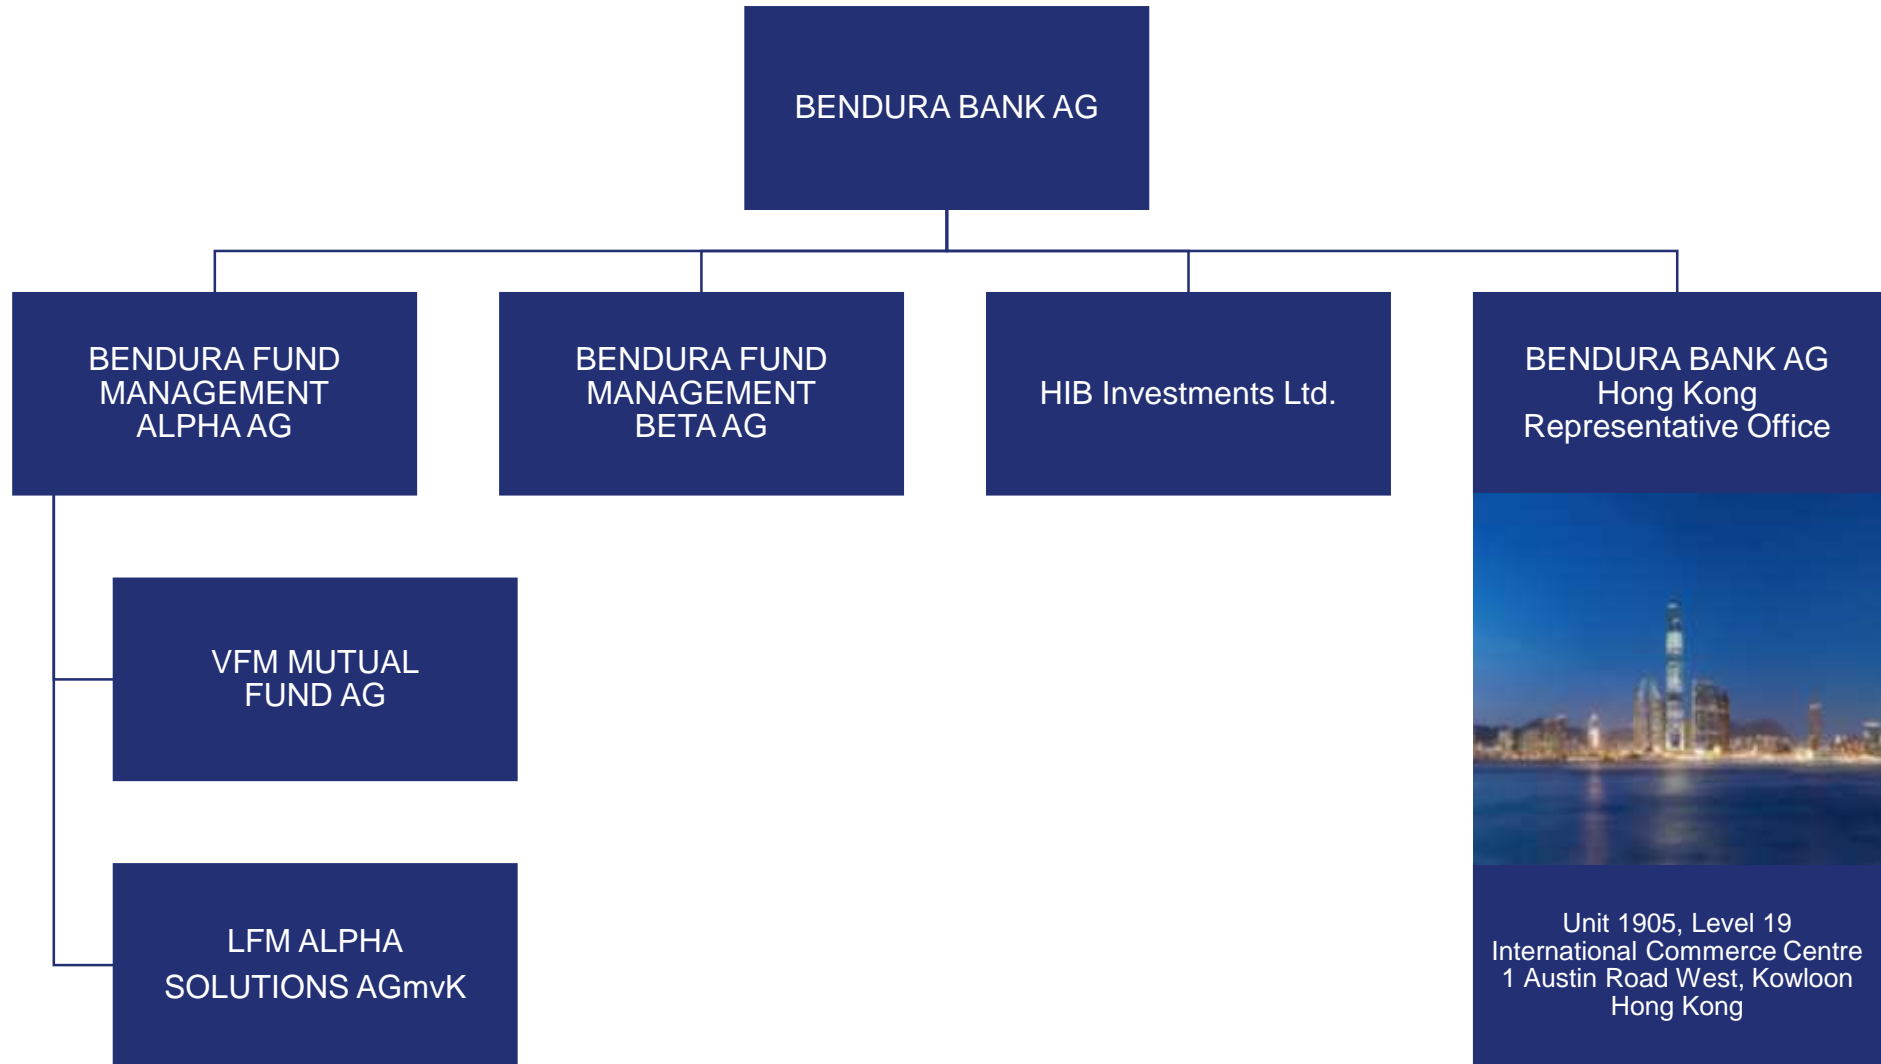 BENDURA BANK AG
BENDURA FUND
MANAGEMENT
ALPHA AG
BENDURA FUND
MANAGEMENT
BETA AG
HIB Investments Ltd.
BENDURA BANK AG
Hong Kong
Representative Office
VFM MUTUAL
FUND AG
LFM ALPHA
SOLUTIONS AGmvK
Unit 1905, Level 19
International Commerce Centre
1 Austin Road West, Kowloon
Hong Kong